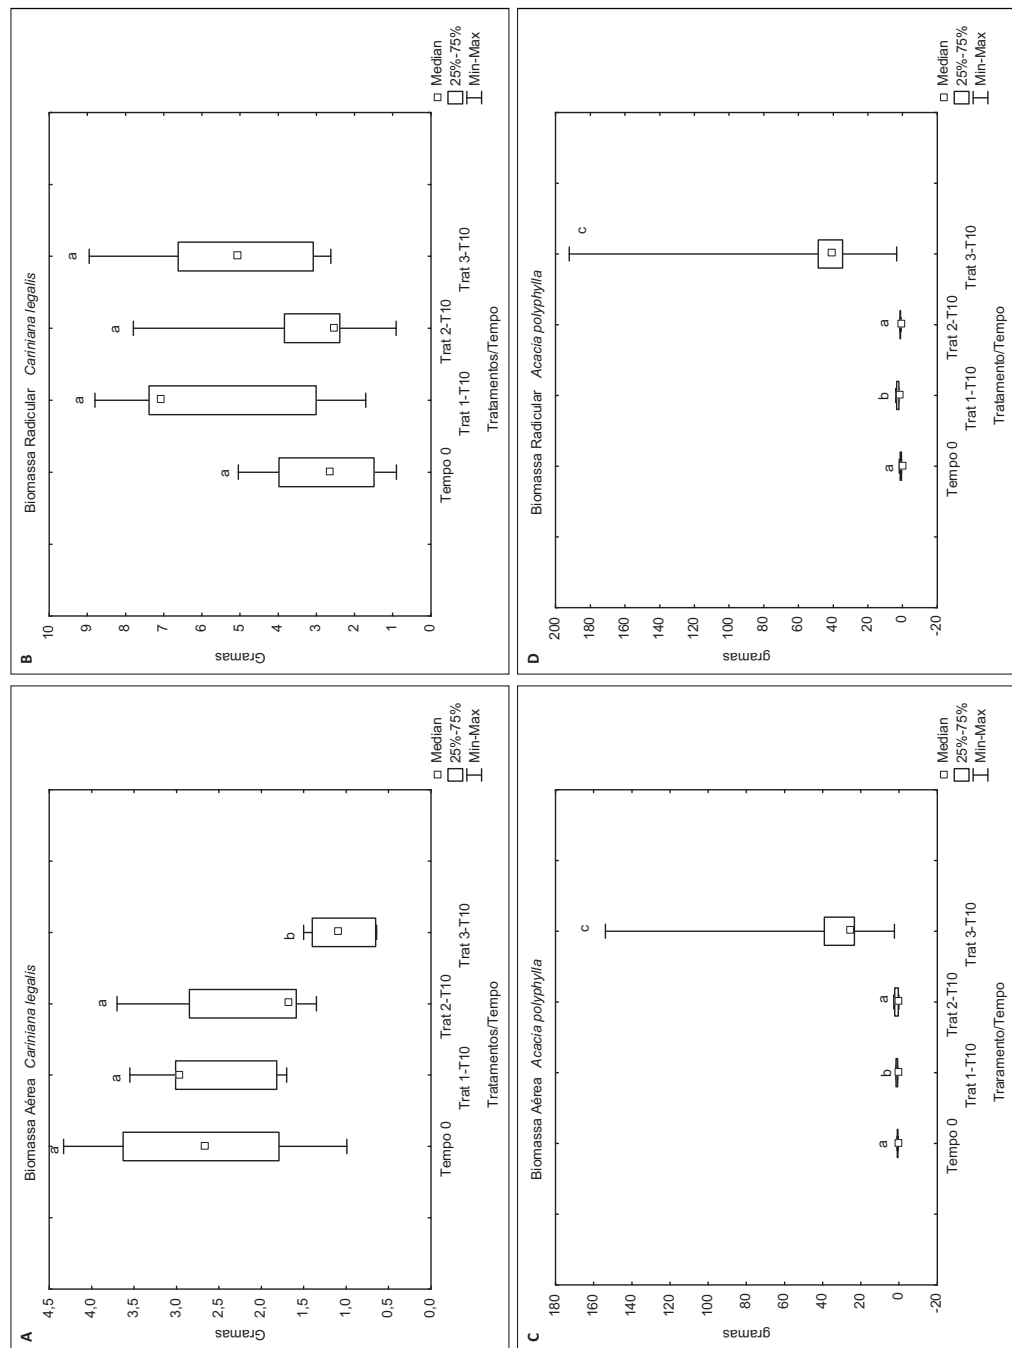 A
Biomassa Aérea Cariniana legalis
4,5
4,0
3,5
3,0
2,5
2,0
1,5
1,0
0,5
0,0
Gramas
a
a
a
b
Tempo 0
Trat 1-T10
Trat 2-T10
Trat 3-T10
Tratamentos/Tempo
Median
25%-75%
Min-Max
B
Biomassa Radicular Cariniana legalis
10
9
8
7
6
5
4
3
2
1
0
Gramas
a
a
a
a
Tempo 0
Trat 1-T10
Trat 2-T10
Trat 3-T10
Tratamentos/Tempo
Median
25%-75%
Min-Max
C
Biomassa Aérea Acacia polyphylla
180
160
140
120
100
80
60
40
20
0
-20
gramas
a
b
a
c
Tempo 0
Trat 1-T10
Trat 2-T10
Trat 3-T10
Traramento/Tempo
Median
25%-75%
Min-Max
D
Biomassa Radicular Acacia polyphylla
200
180
160
140
120
100
80
60
40
20
0
-20
gramas
a
b
a
c
Tempo 0
Trat 1-T10
Trat 2-T10
Trat 3-T10
Tratamento/Tempo
Median
25%-75%
Min-Max